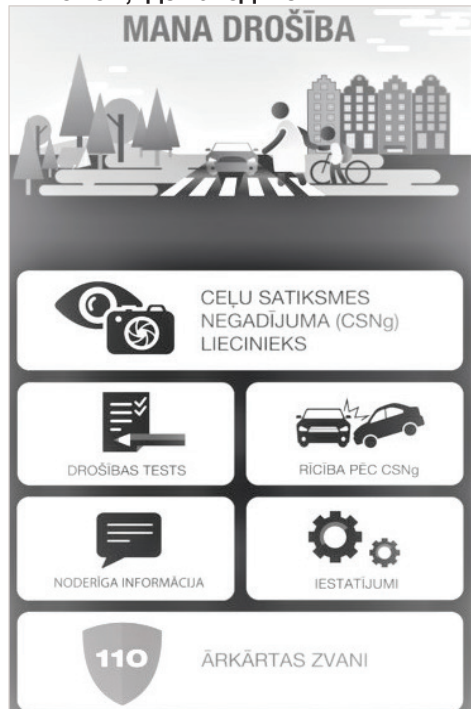 MANA DROŠĪBA
CEĻU SATIKSMES
NEGADĪJUMA (CSNg)
LIECINIEKS
DROŠĪBAS TESTS
RĪCĪBA PĒC CSNg
NODERĪGA INFORMĀCIJA
IESTATĪJUMI
110
ĀRKĀRTAS ZVANI